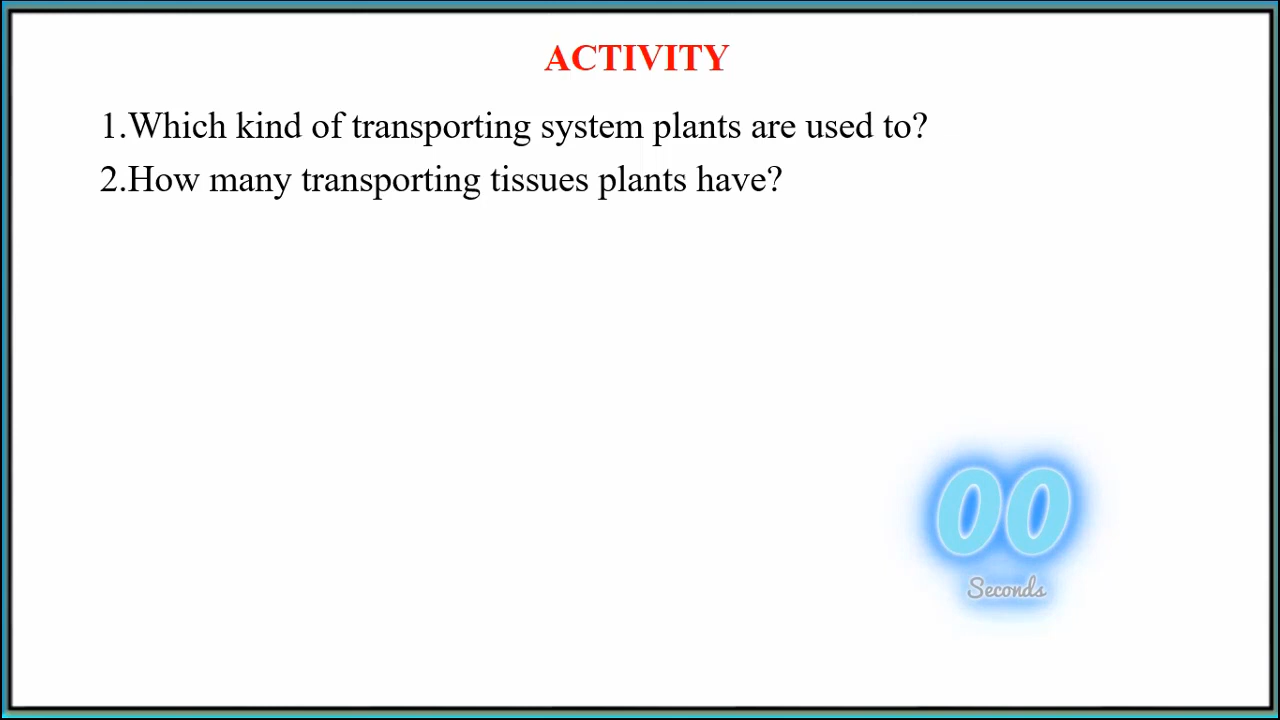 ACTIVITY
1.Which kind of transporting system plants are used to?
2.How many transporting tissues plants have?
00
Seconds